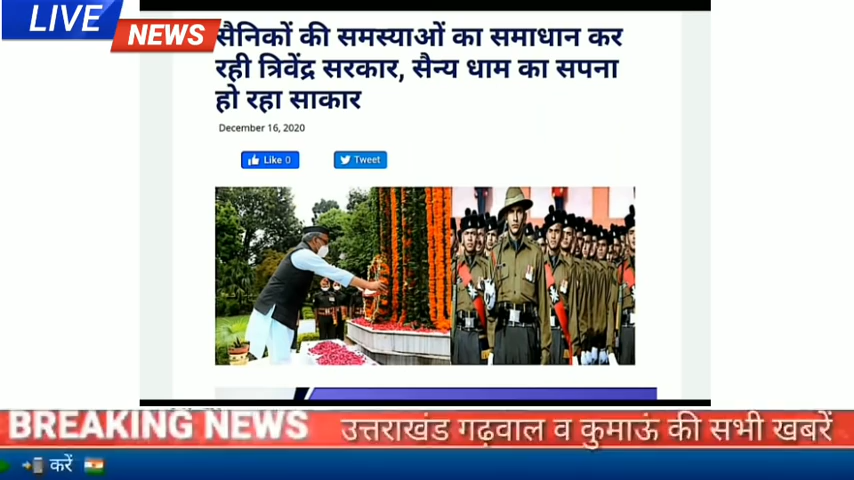 LIVE
NEWS
सैनिकों की समस्याओं का समाधान कर
रही त्रिवेंद्र सरकार, सैन्य धाम का सपना
हो रहा साकार
December 16, 2020
Like 0
Tweet
BREAKING NEWS
उत्तराखंड गढ़वाल व कुमाऊं की सभी खबरें
करें